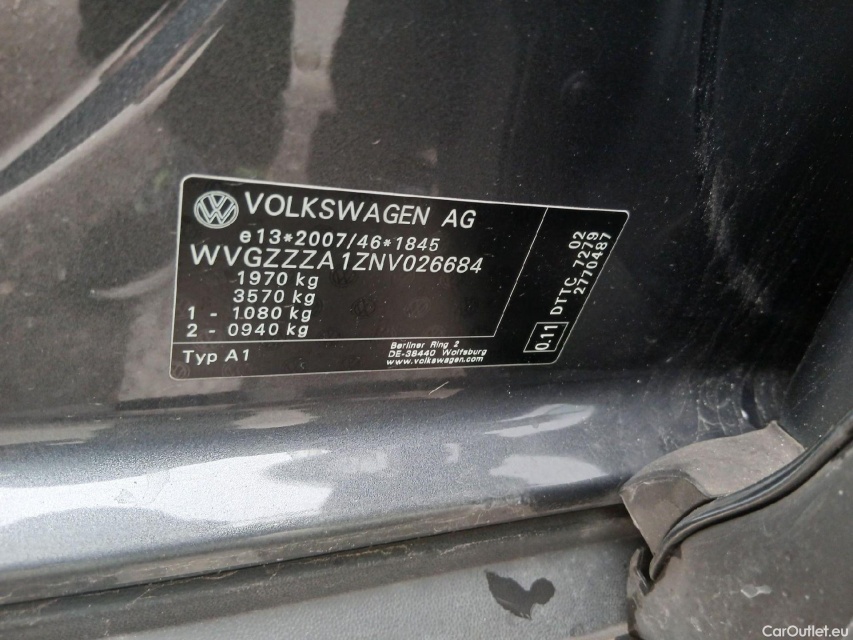 VOLKSWAGEN AG
e13*2007/46*1845
WVGZZZA1ZNV026684
1970 kg
3570 kg
1 - 1080 kg
2 - 0940 kg
Typ A1
Berliner Ring 2
DE-38440 Wolfsburg
www.volkswagen.com
0.11
DTTC 7279 02
2770487
CarOutlet.eu